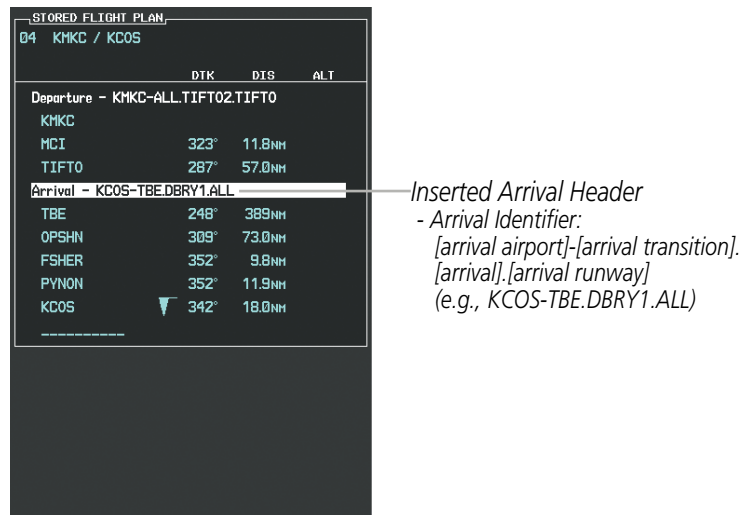 STORED FLIGHT PLAN
04 KMKC / KCOS
DTK DIS ALT
Departure - KMKC-ALL.TIFTO2.TIFTO
KMKC
MCI 323° 11.8NM
TIFTO 287° 57.0NM
Arrival - KCOS-TBE.DBRY1.ALL
TBE 248° 389NM
OPSHN 309° 73.0NM
FSHER 352° 9.8NM
PYNON 352° 11.9NM
KCOS 342° 18.0NM
__________
Inserted Arrival Header
- Arrival Identifier:
[arrival airport]-[arrival transition].
[arrival].[arrival runway]
(e.g., KCOS-TBE.DBRY1.ALL)